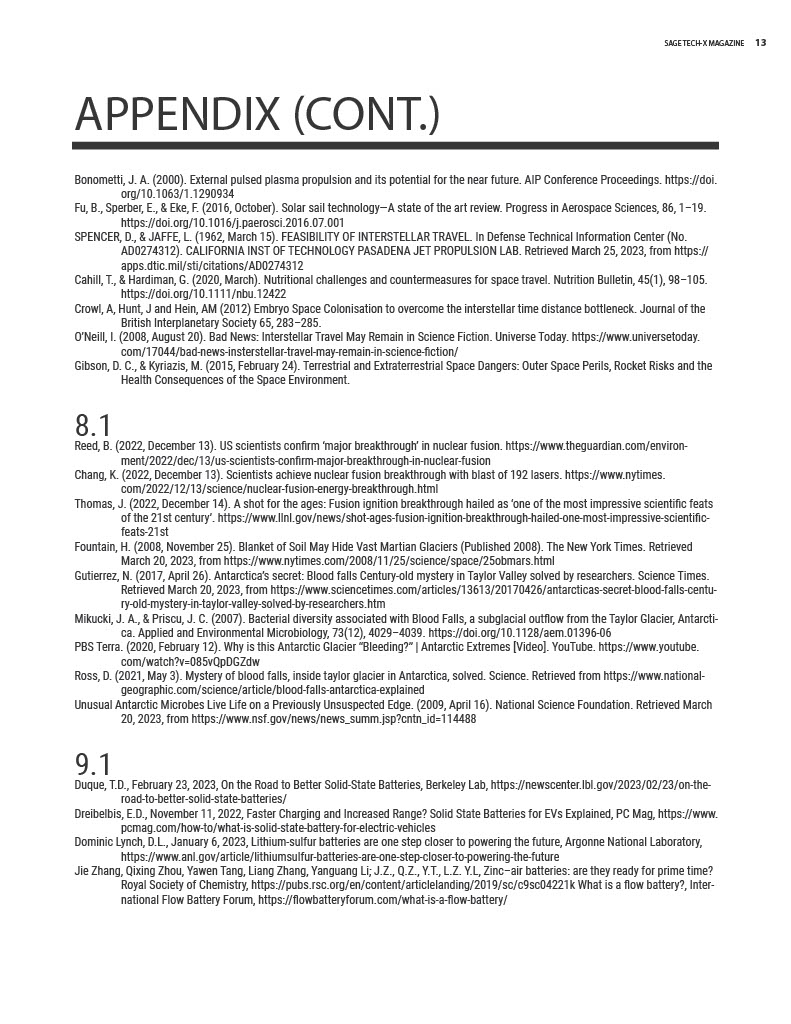 SAGE TECH-X MAGAZINE 13
APPENDIX (CONT.)
Bonometti, J. A. (2000). External pulsed plasma propulsion and its potential for the near future. AIP Conference Proceedings. https://doi.
org/10.1063/1.1290934
Fu, B., Sperber, E., & Eke, F. (2016, October). Solar sail technology—A state of the art review. Progress in Aerospace Sciences, 86, 1–19.
https://doi.org/10.1016/j.paerosci.2016.07.001
SPENCER, D., & JAFFE, L. (1962, March 15). FEASIBILITY OF INTERSTELLAR TRAVEL. In Defense Technical Information Center (No.
AD0274312). CALIFORNIA INST OF TECHNOLOGY PASADENA JET PROPULSION LAB. Retrieved March 25, 2023, from https://
apps.dtic.mil/sti/citations/AD0274312
Cahill, T., & Hardiman, G. (2020, March). Nutritional challenges and countermeasures for space travel. Nutrition Bulletin, 45(1), 98–105.
https://doi.org/10.1111/nbu.12422
Crowl, A, Hunt, J and Hein, AM (2012) Embryo Space Colonisation to overcome the interstellar time distance bottleneck. Journal of the
British Interplanetary Society 65, 283–285.
O'Neill, I. (2008, August 20). Bad News: Interstellar Travel May Remain in Science Fiction. Universe Today. https://www.universetoday.
com/17044/bad-news-insterstellar-travel-may-remain-in-science-fiction/
Gibson, D. C., & Kyriazis, M. (2015, February 24). Terrestrial and Extraterrestrial Space Dangers: Outer Space Perils, Rocket Risks and the
Health Consequences of the Space Environment.
8.1
Reed, B. (2022, December 13). US scientists confirm 'major breakthrough' in nuclear fusion. https://www.theguardian.com/environ-
ment/2022/dec/13/us-scientists-confirm-major-breakthrough-in-nuclear-fusion
Chang, K. (2022, December 13). Scientists achieve nuclear fusion breakthrough with blast of 192 lasers. https://www.nytimes.
com/2022/12/13/science/nuclear-fusion-energy-breakthrough.html
Thomas, J. (2022, December 14). A shot for the ages: Fusion ignition breakthrough hailed as 'one of the most impressive scientific feats
of the 21st century'. https://www.llnl.gov/news/shot-ages-fusion-ignition-breakthrough-hailed-one-most-impressive-scientific-
feats-21st
Fountain, H. (2008, November 25). Blanket of Soil May Hide Vast Martian Glaciers (Published 2008). The New York Times. Retrieved
March 20, 2023, from https://www.nytimes.com/2008/11/25/science/space/25obmars.html
Gutierrez, N. (2017, April 26). Antarctica's secret: Blood falls Century-old mystery in Taylor Valley solved by researchers. Science Times.
Retrieved March 20, 2023, from https://www.sciencetimes.com/articles/13613/20170426/antarcticas-secret-blood-falls-centu-
ry-old-mystery-in-taylor-valley-solved-by-researchers.htm
Mikucki, J. A., & Priscu, J. C. (2007). Bacterial diversity associated with Blood Falls, a subglacial outflow from the Taylor Glacier, Antarcti-
ca. Applied and Environmental Microbiology, 73(12), 4029–4039. https://doi.org/10.1128/aem.01396-06
PBS Terra. (2020, February 12). Why is this Antarctic Glacier "Bleeding?" | Antarctic Extremes [Video]. YouTube. https://www.youtube.
com/watch?v=085vQpDGZdw
Ross, D. (2021, May 3). Mystery of blood falls, inside taylor glacier in Antarctica, solved. Science. Retrieved from https://www.national-
geographic.com/science/article/blood-falls-antarctica-explained
Unusual Antarctic Microbes Live Life on a Previously Unsuspected Edge. (2009, April 16). National Science Foundation. Retrieved March
20, 2023, from https://www.nsf.gov/news/news_summ.jsp?cntn_id=114488
9.1
Duque, T.D., February 23, 2023, On the Road to Better Solid-State Batteries, Berkeley Lab, https://newscenter.lbl.gov/2023/02/23/on-the-
road-to-better-solid-state-batteries/
Dreibelbis, E.D., November 11, 2022, Faster Charging and Increased Range? Solid State Batteries for EVs Explained, PC Mag, https://www.
pcmag.com/how-to/what-is-solid-state-battery-for-electric-vehicles
Dominic Lynch, D.L., January 6, 2023, Lithium-sulfur batteries are one step closer to powering the future, Argonne National Laboratory,
https://www.anl.gov/article/lithiumsulfur-batteries-are-one-step-closer-to-powering-the-future
Jie Zhang, Qixing Zhou, Yawen Tang, Liang Zhang, Yanguang Li; J.Z., Q.Z., Y.T., L.Z. Y.L, Zinc–air batteries: are they ready for prime time?
Royal Society of Chemistry, https://pubs.rsc.org/en/content/articlelanding/2019/sc/c9sc04221k What is a flow battery?, Inter-
national Flow Battery Forum, https://flowbatteryforum.com/what-is-a-flow-battery/